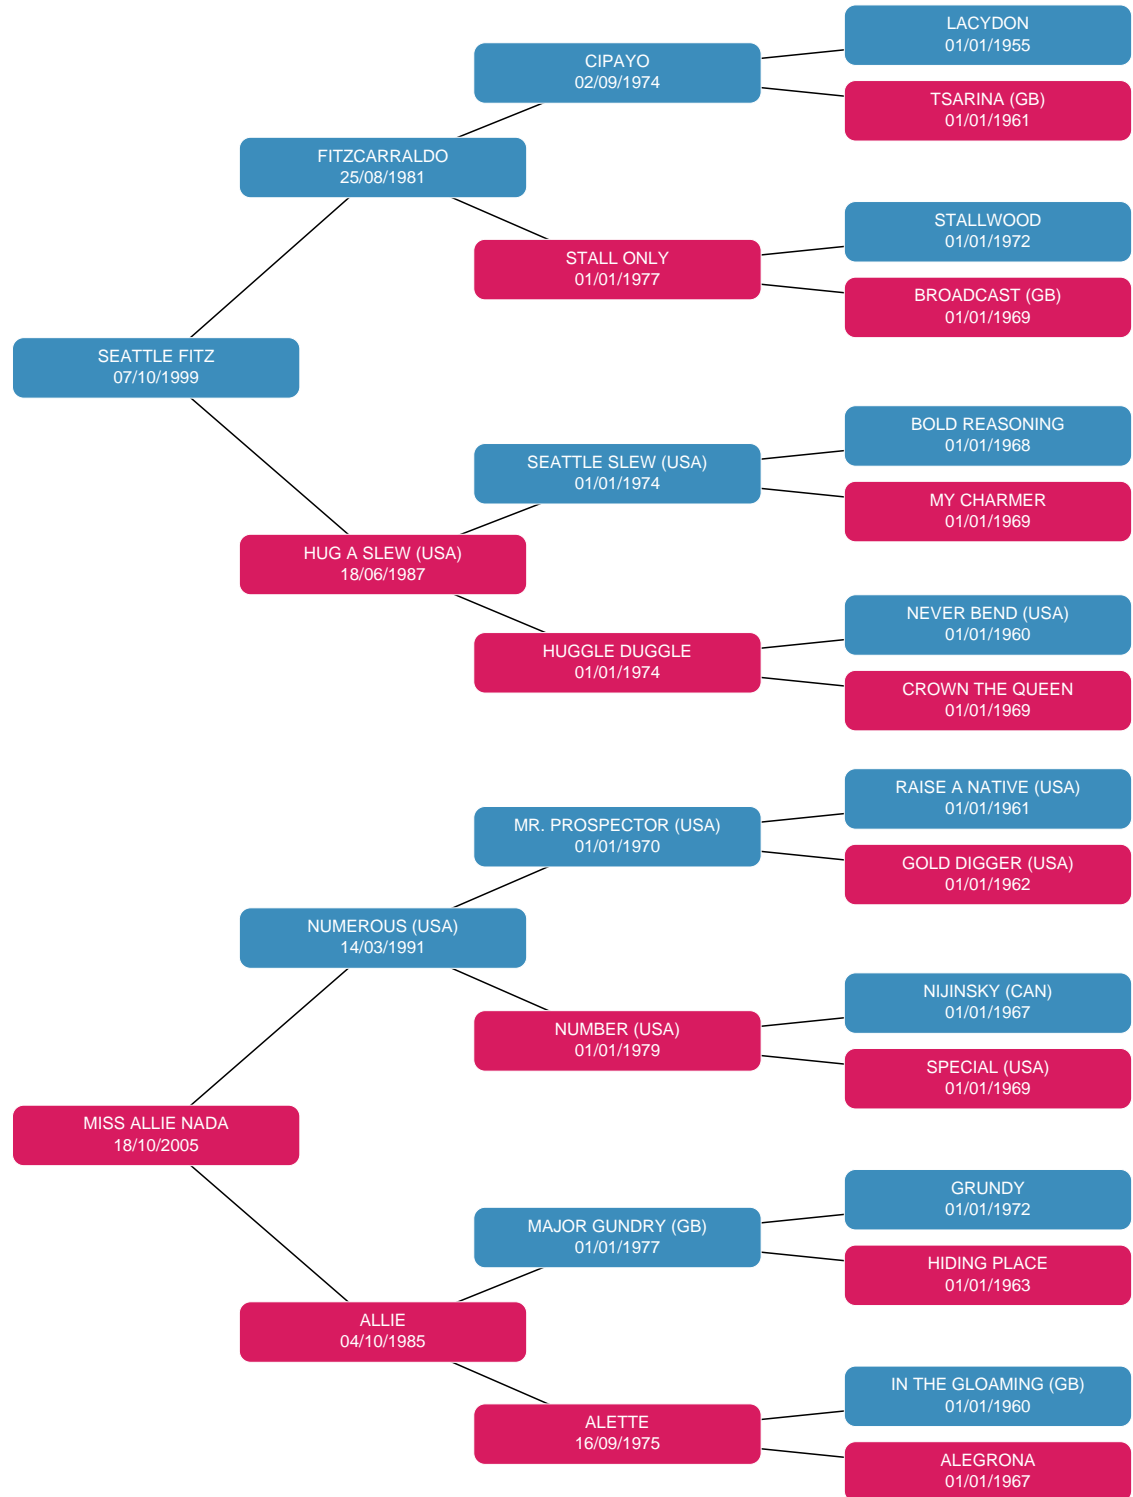 LACYDON
01/01/1955
CIPAYO
02/09/1974
TSARINA (GB)
01/01/1961
FITZCARRALDO
25/08/1981
STALLWOOD
01/01/1972
STALL ONLY
01/01/1977
BROADCAST (GB)
01/01/1969
SEATTLE FITZ
07/10/1999
BOLD REASONING
01/01/1968
SEATTLE SLEW (USA)
01/01/1974
MY CHARMER
01/01/1969
HUG A SLEW (USA)
18/06/1987
NEVER BEND (USA)
01/01/1960
HUGGLE DUGGLE
01/01/1974
CROWN THE QUEEN
01/01/1969
RAISE A NATIVE (USA)
01/01/1961
MR. PROSPECTOR (USA)
01/01/1970
GOLD DIGGER (USA)
01/01/1962
NUMEROUS (USA)
14/03/1991
NIJINSKY (CAN)
01/01/1967
NUMBER (USA)
01/01/1979
SPECIAL (USA)
01/01/1969
MISS ALLIE NADA
18/10/2005
GRUNDY
01/01/1972
MAJOR GUNDRY (GB)
01/01/1977
HIDING PLACE
01/01/1963
ALLIE
04/10/1985
IN THE GLOAMING (GB)
01/01/1960
ALETTE
16/09/1975
ALEGRONA
01/01/1967